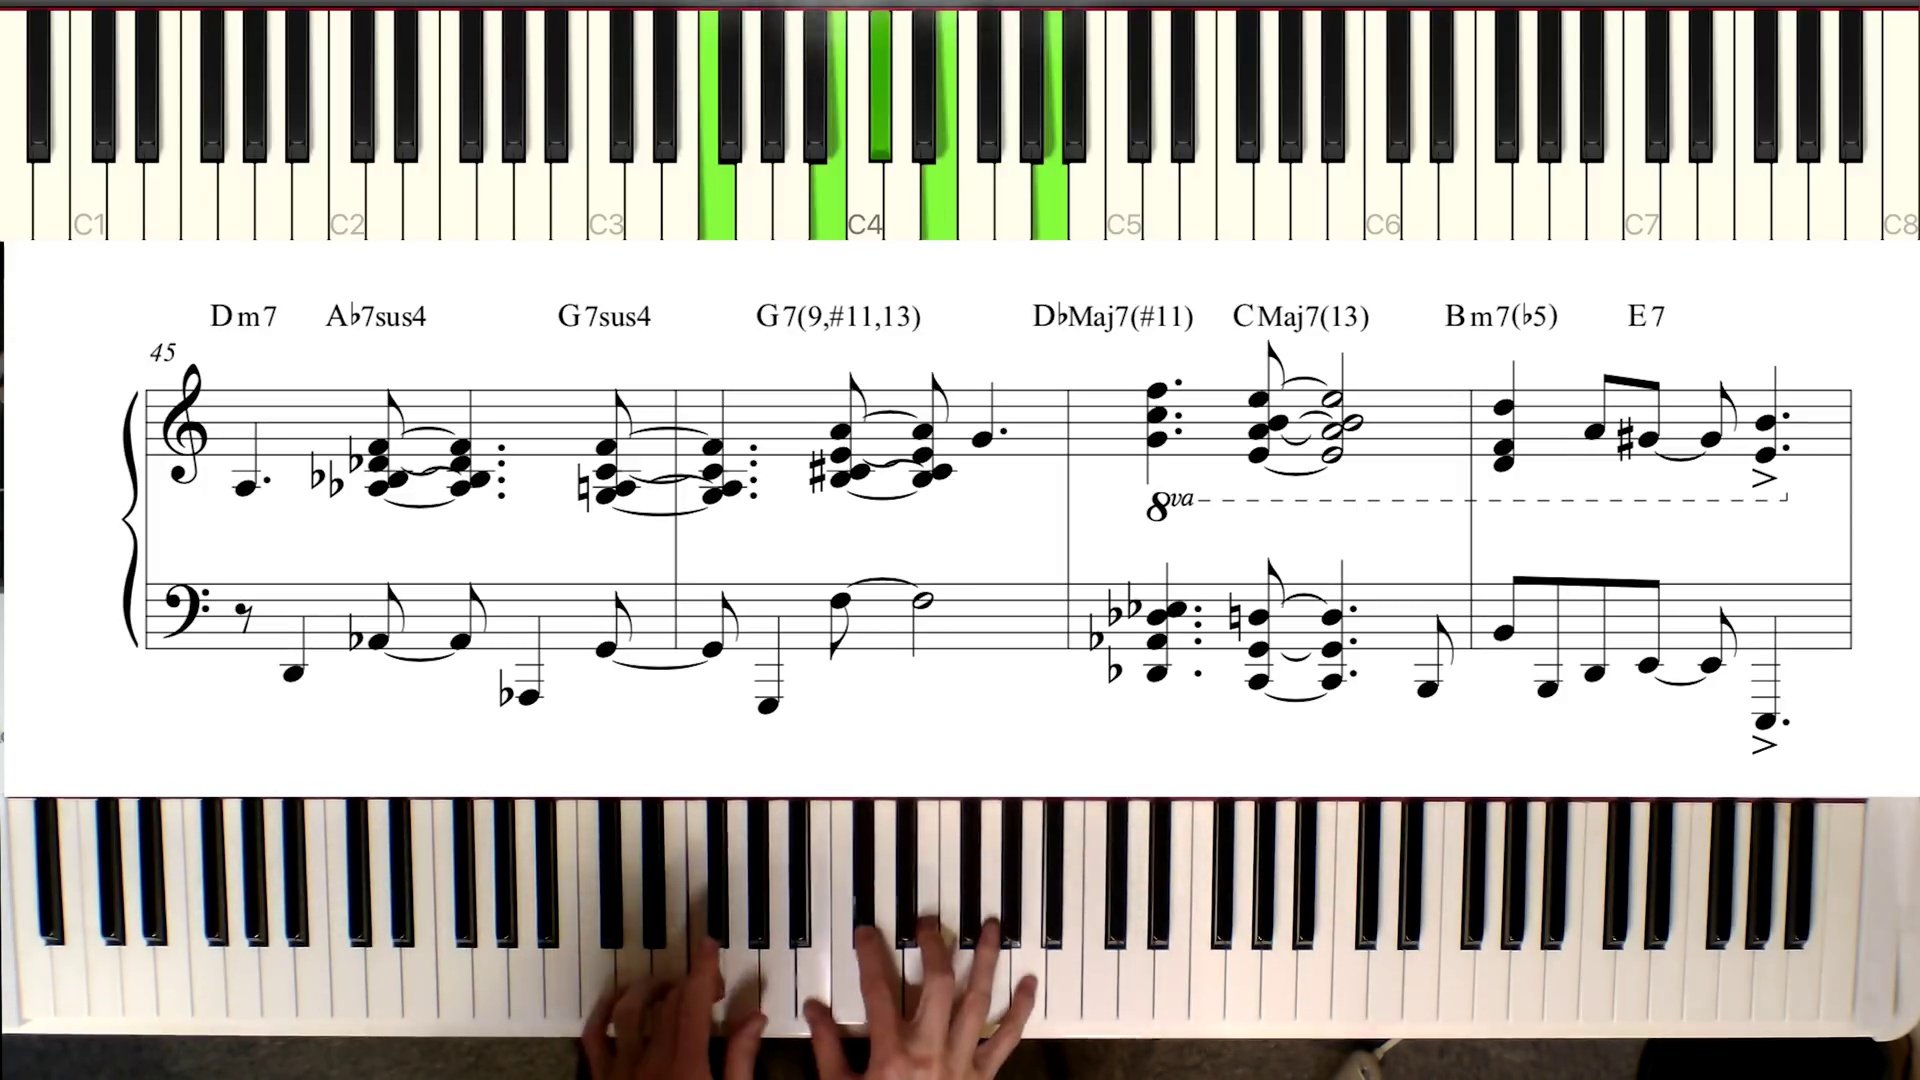 C1 C2 C3 C4 C5 C6 C7 C8
Dm7 A♭7sus4 G7sus4 G7(9,#11,13) D♭Maj7(#11) CMaj7(13) Bm7(♭5) E7
45
8va